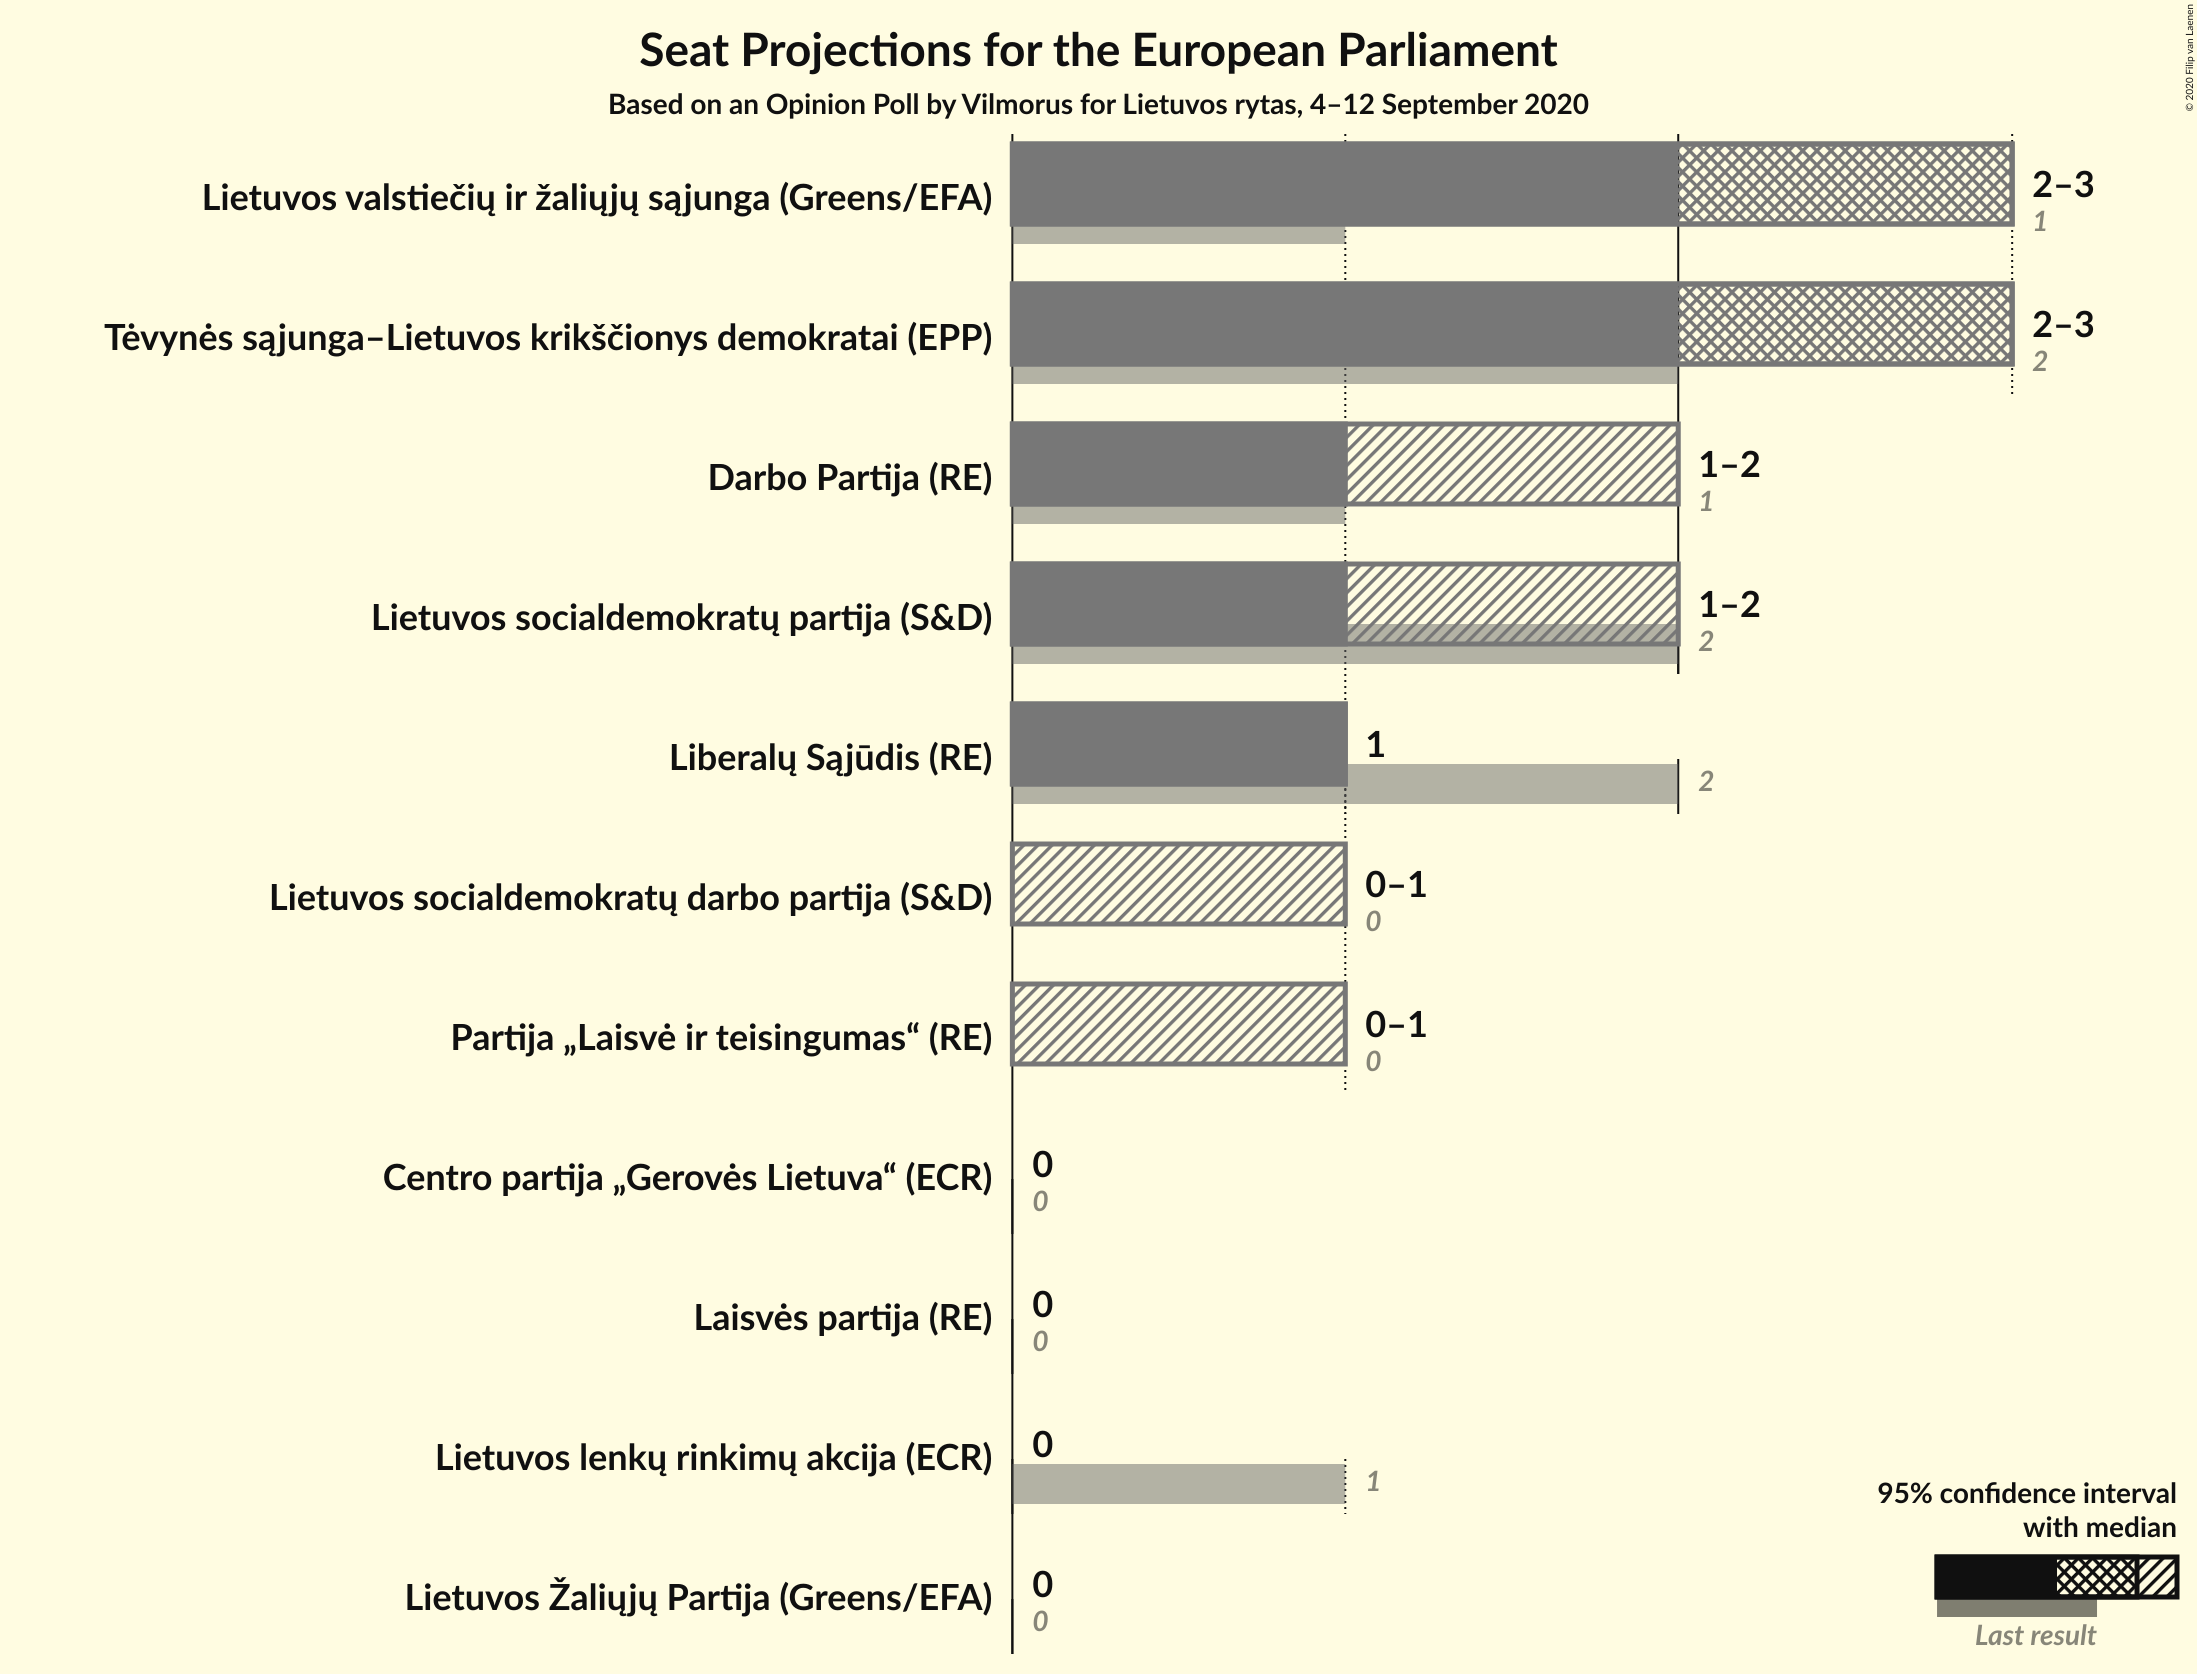 Seat Projections for the European Parliament
Based on an Opinion Poll by Vilmorus for Lietuvos rytas, 4–12 September 2020
© 2020 Filip van Laenen
Lietuvos valstiečių ir žaliųjų sąjunga (Greens/EFA)
2–3
1
Tėvynės sąjunga–Lietuvos krikščionys demokratai (EPP)
2–3
2
Darbo Partija (RE)
1–2
1
Lietuvos socialdemokratų partija (S&D)
1–2
2
Liberalų Sąjūdis (RE)
1
2
Lietuvos socialdemokratų darbo partija (S&D)
0–1
0
Partija „Laisvė ir teisingumas“ (RE)
0–1
0
Centro partija „Gerovės Lietuva“ (ECR)
0
0
Laisvės partija (RE)
0
0
Lietuvos lenkų rinkimų akcija (ECR)
0
1
Lietuvos Žaliųjų Partija (Greens/EFA)
0
0
95% confidence interval
with median
Last result